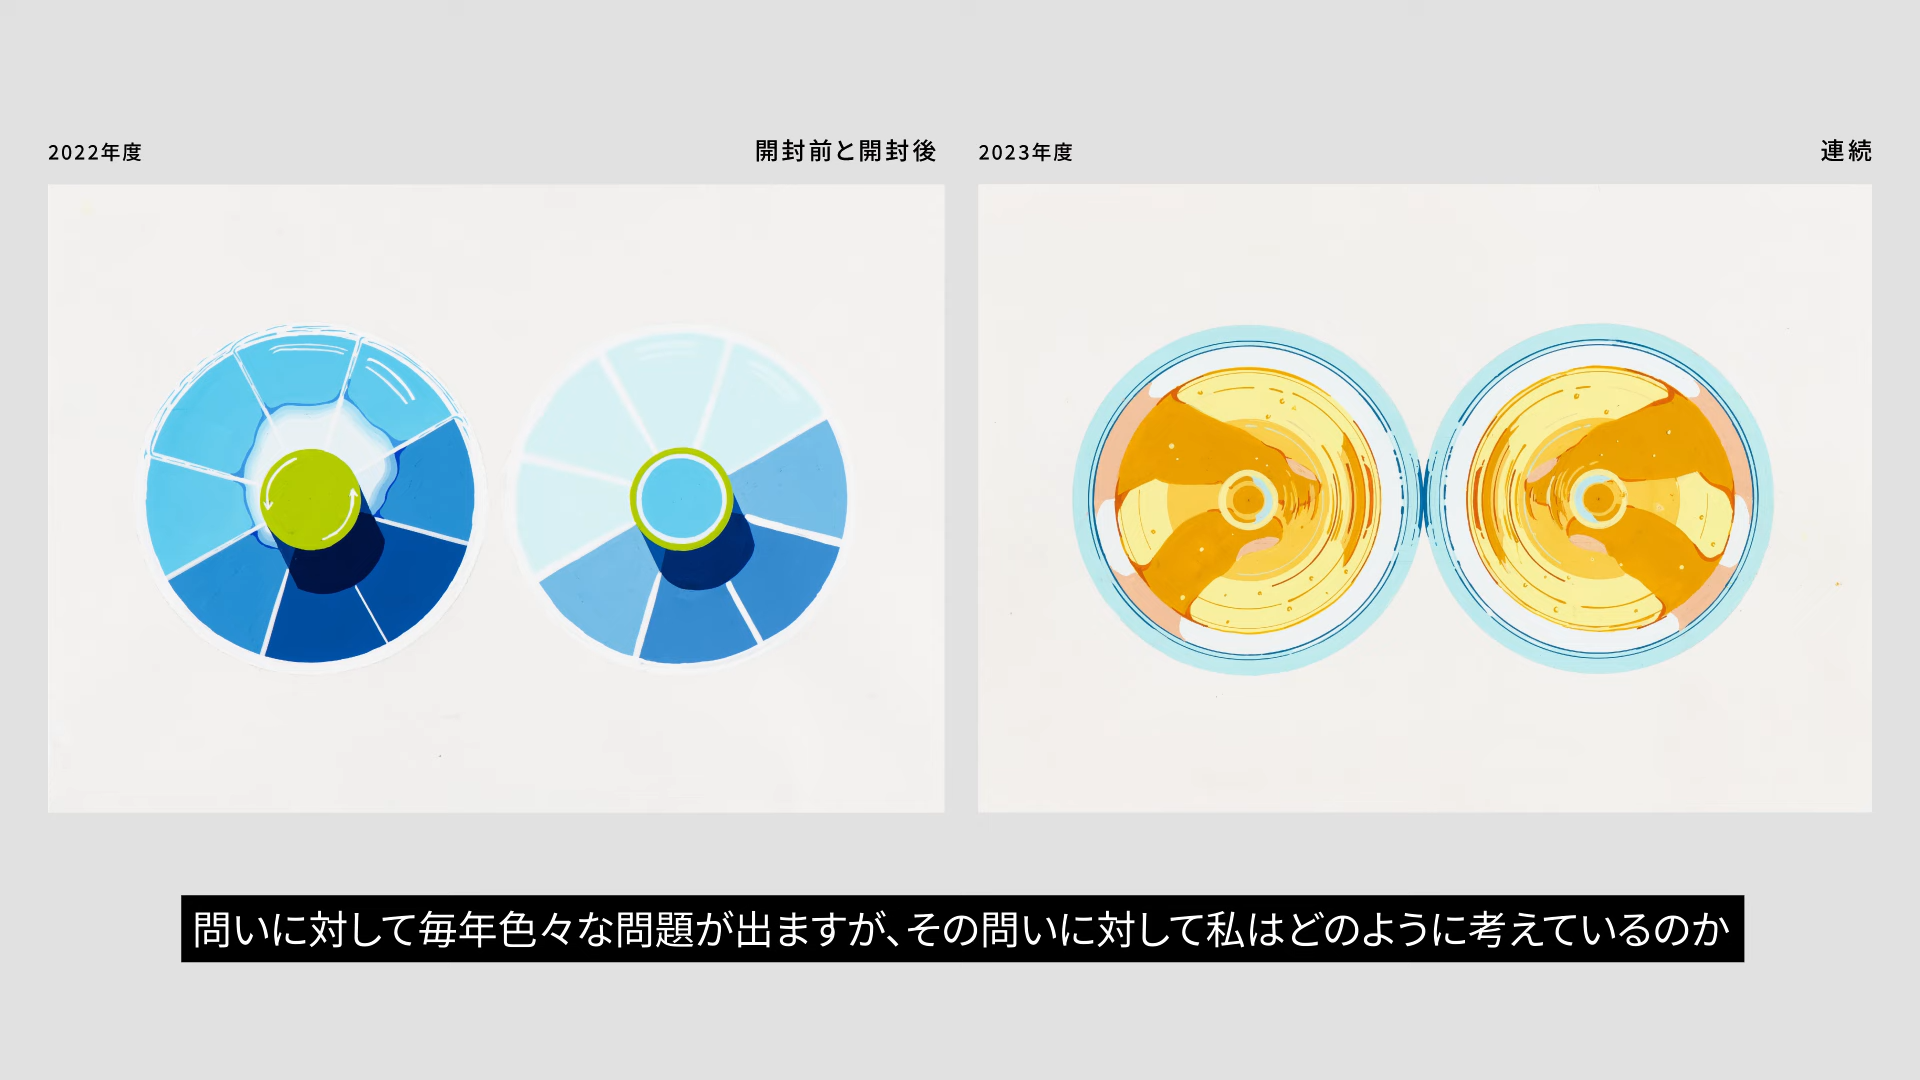 2022年度
開封前と開封後
2023年度
連続
問いに対して毎年色々な問題が出ますが、その問いに対して私はどのように考えているのか